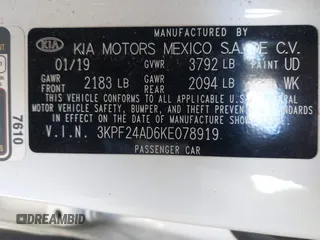 MANUFACTURED BY
KIA KIA MOTORS MEXICO S.A. DE C.V.
01/19 GVWR 3792 LB PAINT UD
GAWR FRONT 2183 LB GAWR 2094 LB WK
THIS VEHICLE CONFORMS TO ALL APPLICABLE FEDERAL
MOTOR VEHICLE SAFETY, BUMPER, AND THEFT
PREVENTION STANDARDS IN
EFFECT ON THE DATE OF MANUFACTURE SHOWN ABOVE.
V.I.N. 3KPF24AD6KE078919
PASSENGER CAR
7610
DREAMBID